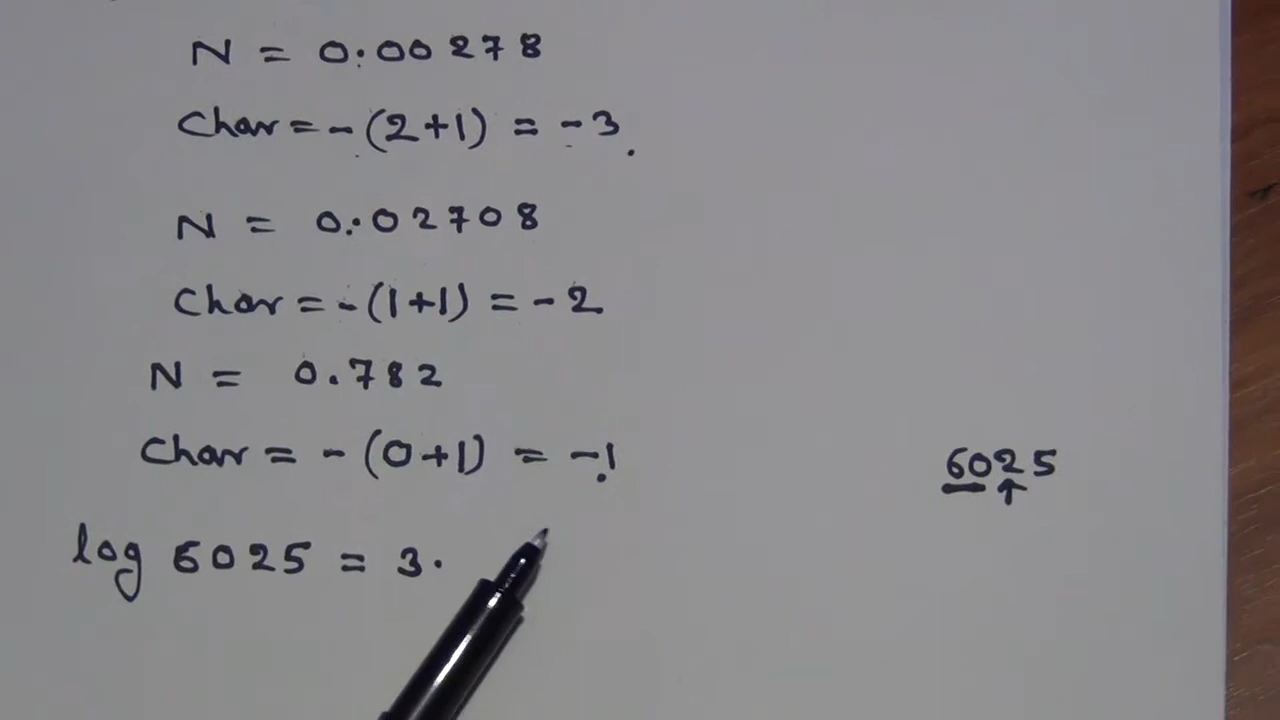 N = 0.00278
Char = -(2+1) = -3.
N = 0.02708
Char = -(1+1) = -2
N = 0.782
Char = -(0+1) = -1
6025
log 6025 = 3.